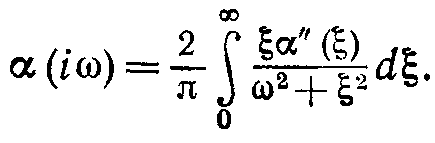 α (iω) = 2/π ∫₀^∞ ξα″ (ξ)/(ω² + ξ²) dξ.